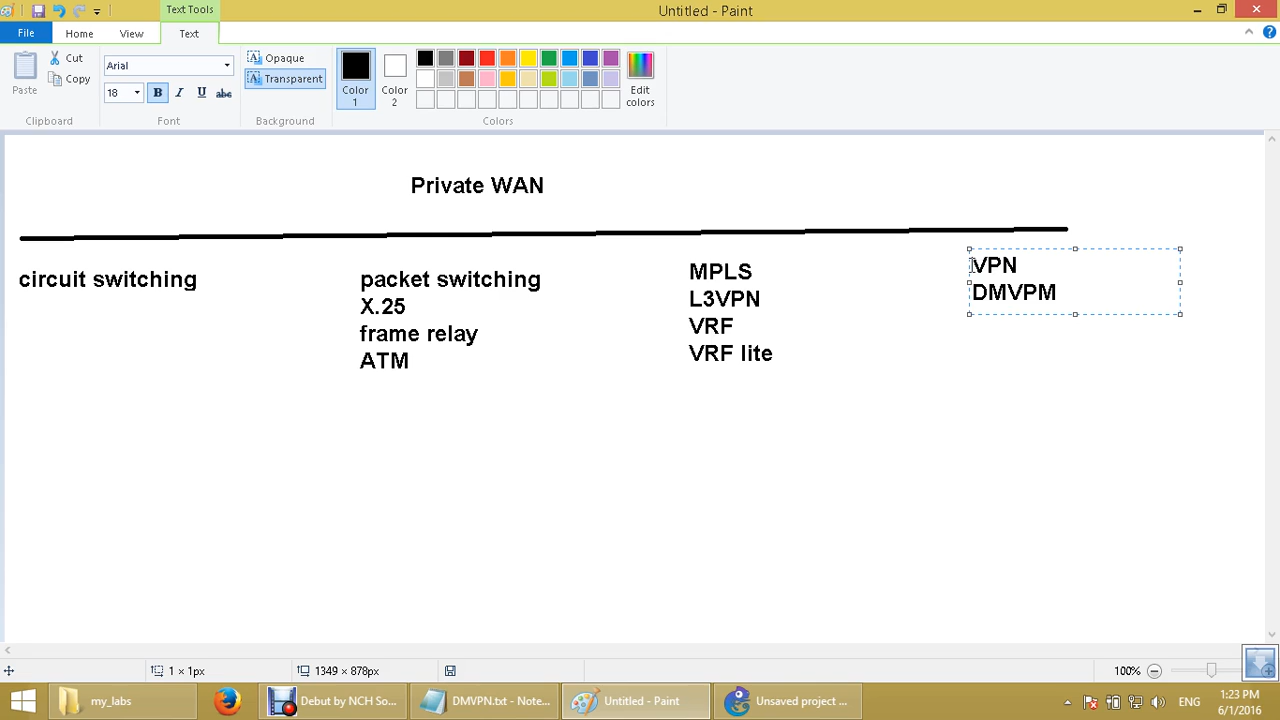 Text Tools
Untitled - Paint
File
Home
View
Text
Paste
Cut
Copy
Clipboard
Arial
18
B
I
U
abc
Font
Opaque
Transparent
Background
Color 1
Color 2
Edit colors
Colors
Private WAN
circuit switching
packet switching
X.25
frame relay
ATM
MPLS
L3VPN
VRF
VRF lite
VPN
DMVPM
1 × 1px
1349 × 878px
100%
my_labs
Debut by NCH So...
DMVPN.txt - Note...
Untitled - Paint
Unsaved project ...
ENG
1:23 PM
6/1/2016